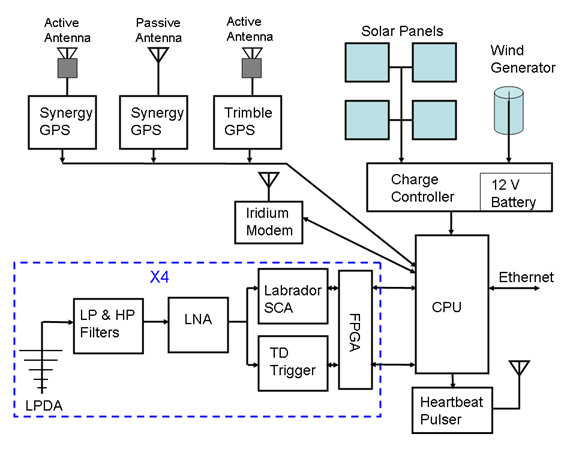 Active
Antenna
Passive
Antenna
Active
Antenna
Solar Panels
Wind
Generator
Synergy
GPS
Synergy
GPS
Trimble
GPS
Charge
Controller
12 V
Battery
Iridium
Modem
X4
LP & HP
Filters
LNA
Labrador
SCA
TD
Trigger
FPGA
CPU
Ethernet
LPDA
Heartbeat
Pulser